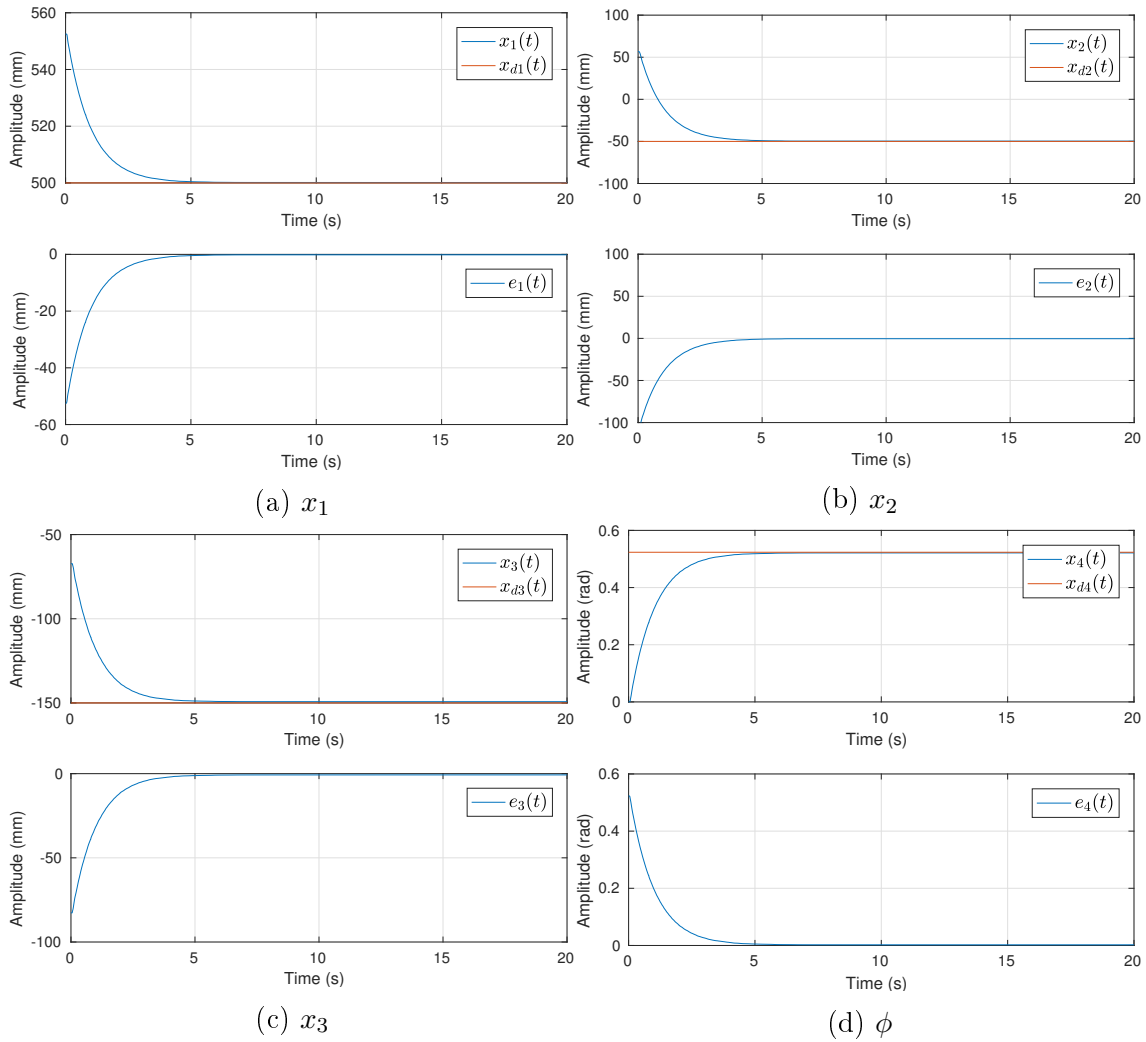 Amplitude (mm)
560
540
520
500
x₁(t)
x_d1(t)
0 5 10 15 20
Time (s)
Amplitude (mm)
0
-20
-40
-60
e₁(t)
0 5 10 15 20
Time (s)
(a) x₁
Amplitude (mm)
100
50
0
-50
-100
x₂(t)
x_d2(t)
0 5 10 15 20
Time (s)
Amplitude (mm)
100
50
0
-50
-100
e₂(t)
0 5 10 15 20
Time (s)
(b) x₂
Amplitude (mm)
-50
-100
-150
x₃(t)
x_d3(t)
0 5 10 15 20
Time (s)
Amplitude (mm)
0
-50
-100
e₃(t)
0 5 10 15 20
Time (s)
(c) x₃
Amplitude (rad)
0.6
0.4
0.2
0
x₄(t)
x_d4(t)
0 5 10 15 20
Time (s)
Amplitude (rad)
0.6
0.4
0.2
0
e₄(t)
0 5 10 15 20
Time (s)
(d) ϕ